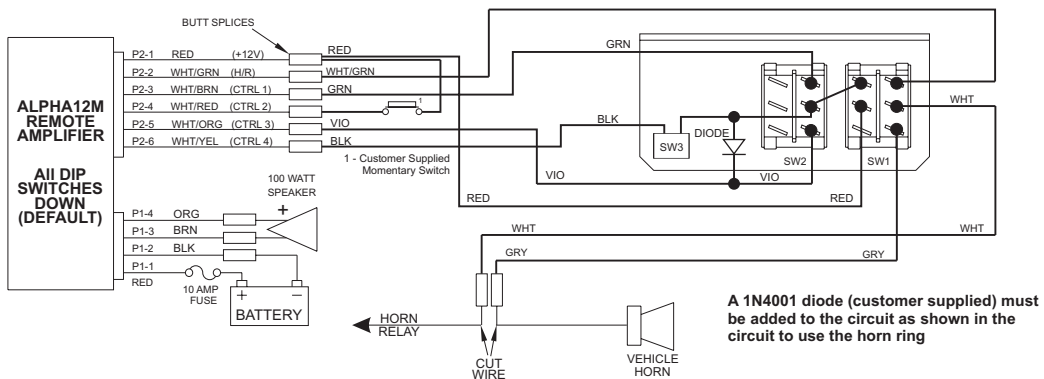 BUTT SPLICES
ALPHA12M
REMOTE
AMPLIFIER
All DIP
SWITCHES
DOWN
(DEFAULT)
P2-1 RED (+12V) RED
P2-2 WHT/GRN (H/R) WHT/GRN
P2-3 WHT/BRN (CTRL 1) GRN
P2-4 WHT/RED (CTRL 2) 1
P2-5 WHT/ORG (CTRL 3) VIO
P2-6 WHT/YEL (CTRL 4) BLK
1 - Customer Supplied
Momentary Switch
100 WATT
SPEAKER
+
P1-4 ORG
P1-3 BRN
P1-2 BLK
P1-1
RED
10 AMP
FUSE
+ −
BATTERY
GRN
BLK
SW3
DIODE
SW2
SW1
WHT
VIO
VIO
RED
RED
WHT
WHT
GRY
GRY
HORN
RELAY
CUT
WIRE
VEHICLE
HORN
A 1N4001 diode (customer supplied) must
be added to the circuit as shown in the
circuit to use the horn ring